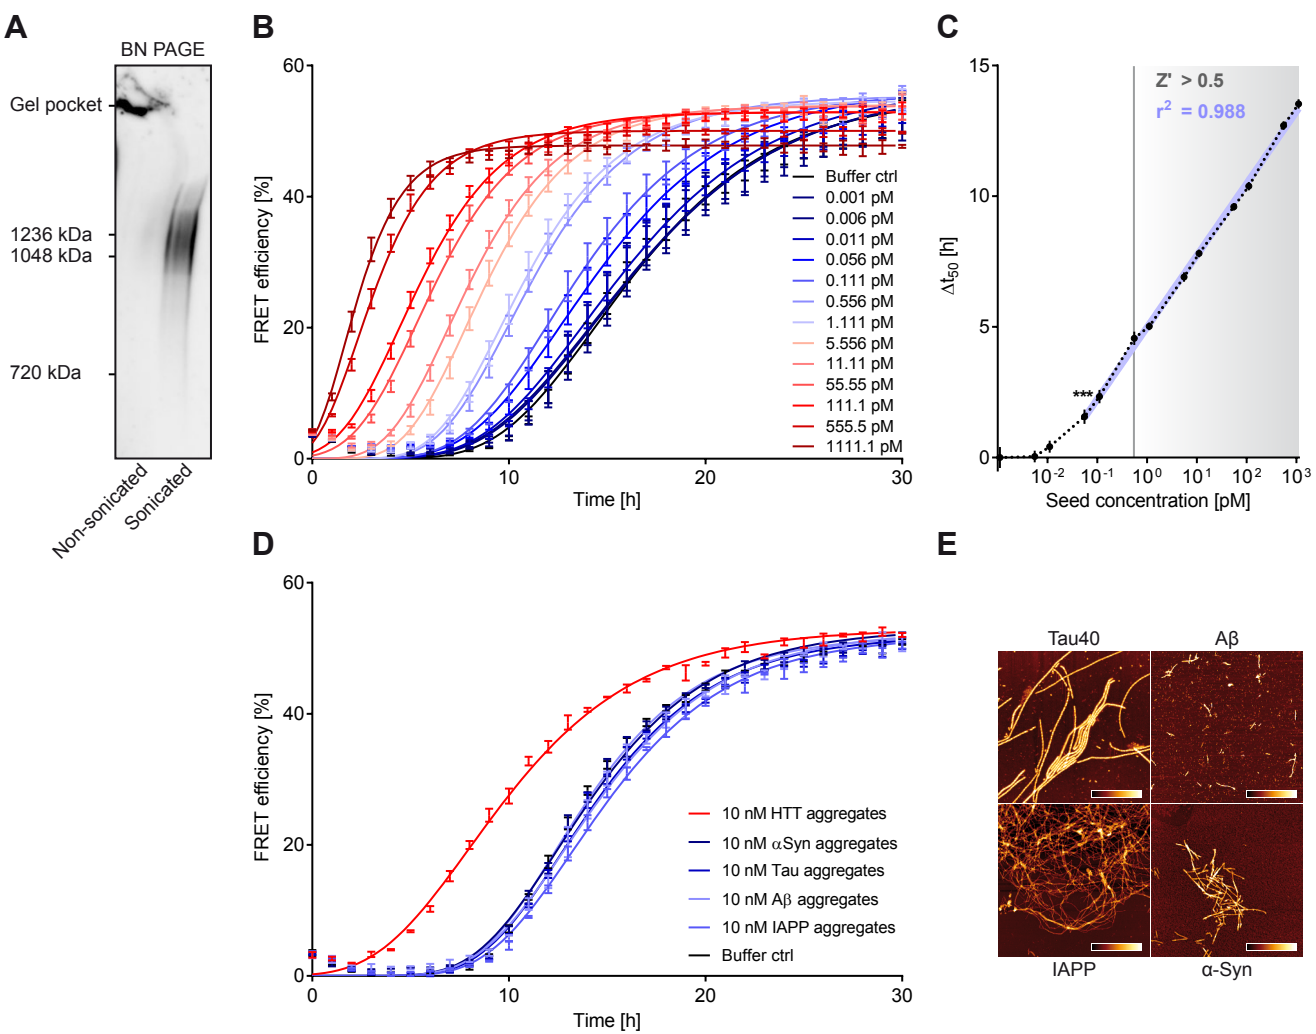 A
BN PAGE
Gel pocket
1236 kDa
1048 kDa
720 kDa
Non-sonicated
Sonicated
B
60
40
20
0
FRET efficiency [%]
0
10
20
30
Time [h]
Buffer ctrl
0.001 pM
0.006 pM
0.011 pM
0.056 pM
0.111 pM
0.556 pM
1.111 pM
5.556 pM
11.11 pM
55.55 pM
111.1 pM
555.5 pM
1111.1 pM
C
15
10
5
0
Δt50 [h]
Z' > 0.5
r² = 0.988
***
10⁻² 10⁻¹ 10⁰ 10¹ 10² 10³
Seed concentration [pM]
D
60
40
20
0
FRET efficiency [%]
0
10
20
30
Time [h]
10 nM HTT aggregates
10 nM αSyn aggregates
10 nM Tau aggregates
10 nM Aβ aggregates
10 nM IAPP aggregates
Buffer ctrl
E
Tau40
Aβ
IAPP
α-Syn